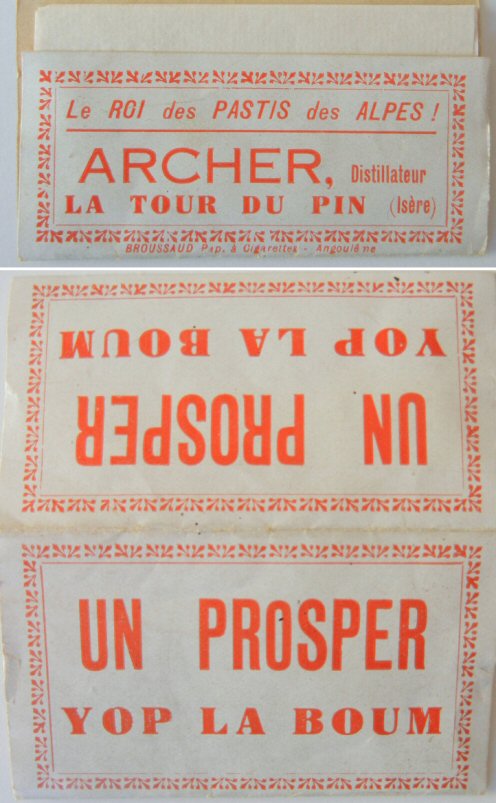 Le ROI des PASTIS des ALPES !
ARCHER, Distillateur
LA TOUR DU PIN (Isère)
BROUSSAUD Pap. à Cigarettes - Angoulême
YOP LA BOUM
UN PROSPER
UN PROSPER
YOP LA BOUM